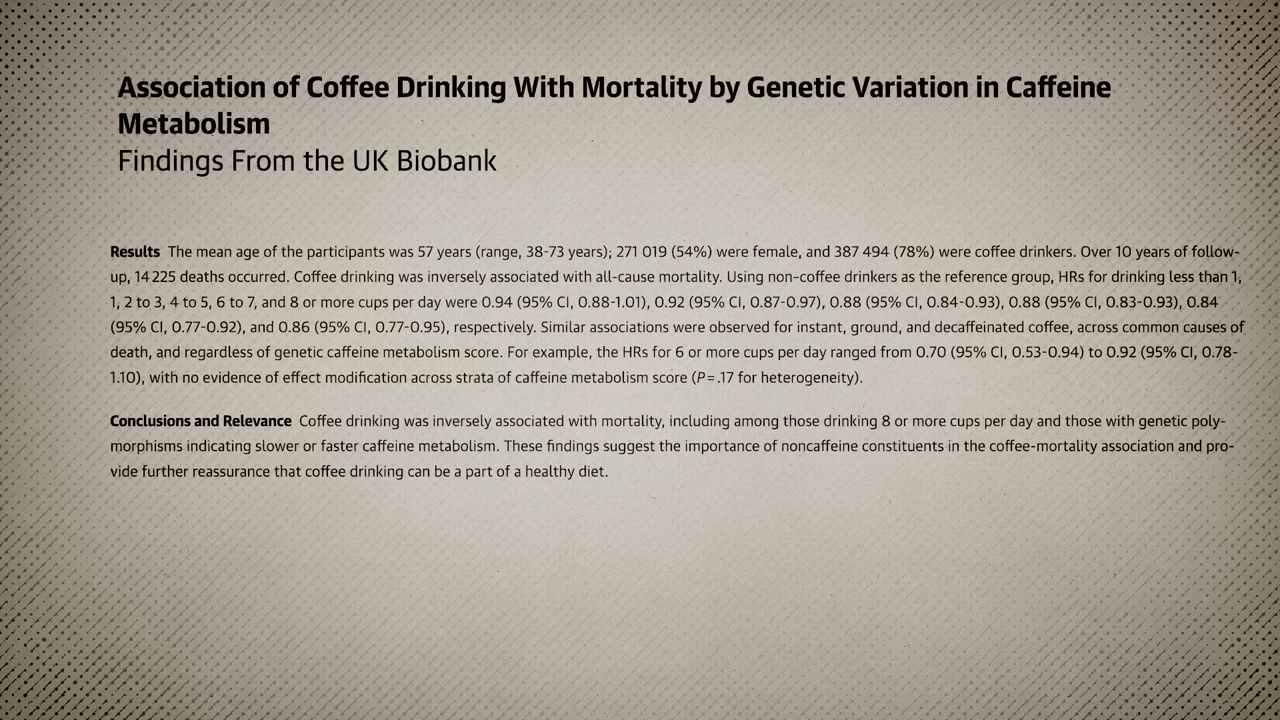 Association of Coffee Drinking With Mortality by Genetic Variation in Caffeine
Metabolism
Findings From the UK Biobank
Results The mean age of the participants was 57 years (range, 38-73 years); 271 019 (54%) were female, and 387 494 (78%) were coffee drinkers. Over 10 years of follow-
up, 14 225 deaths occurred. Coffee drinking was inversely associated with all-cause mortality. Using non-coffee drinkers as the reference group, HRs for drinking less than 1,
1, 2 to 3, 4 to 5, 6 to 7, and 8 or more cups per day were 0.94 (95% CI, 0.88-1.01), 0.92 (95% CI, 0.87-0.97), 0.88 (95% CI, 0.84-0.93), 0.88 (95% CI, 0.83-0.93), 0.84
(95% CI, 0.77-0.92), and 0.86 (95% CI, 0.77-0.95), respectively. Similar associations were observed for instant, ground, and decaffeinated coffee, across common causes of
death, and regardless of genetic caffeine metabolism score. For example, the HRs for 6 or more cups per day ranged from 0.70 (95% CI, 0.53-0.94) to 0.92 (95% CI, 0.78-
1.10), with no evidence of effect modification across strata of caffeine metabolism score (P = .17 for heterogeneity).
Conclusions and Relevance Coffee drinking was inversely associated with mortality, including among those drinking 8 or more cups per day and those with genetic poly-
morphisms indicating slower or faster caffeine metabolism. These findings suggest the importance of noncaffeine constituents in the coffee-mortality association and pro-
vide further reassurance that coffee drinking can be a part of a healthy diet.